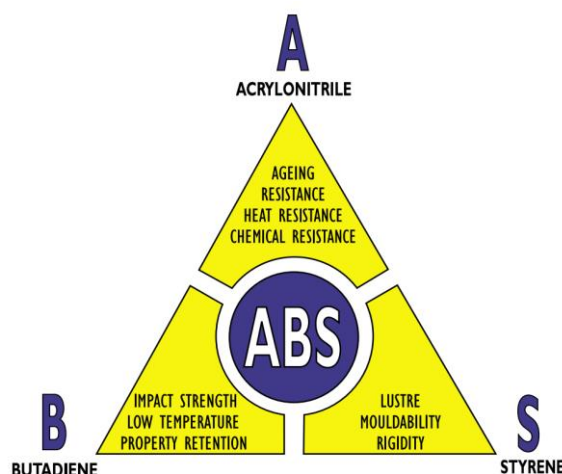 A
ACRYLONITRILE
AGEING
RESISTANCE
HEAT RESISTANCE
CHEMICAL RESISTANCE
ABS
B
BUTADIENE
IMPACT STRENGTH
LOW TEMPERATURE
PROPERTY RETENTION
LUSTRE
MOULDABILITY
RIGIDITY
S
STYRENE